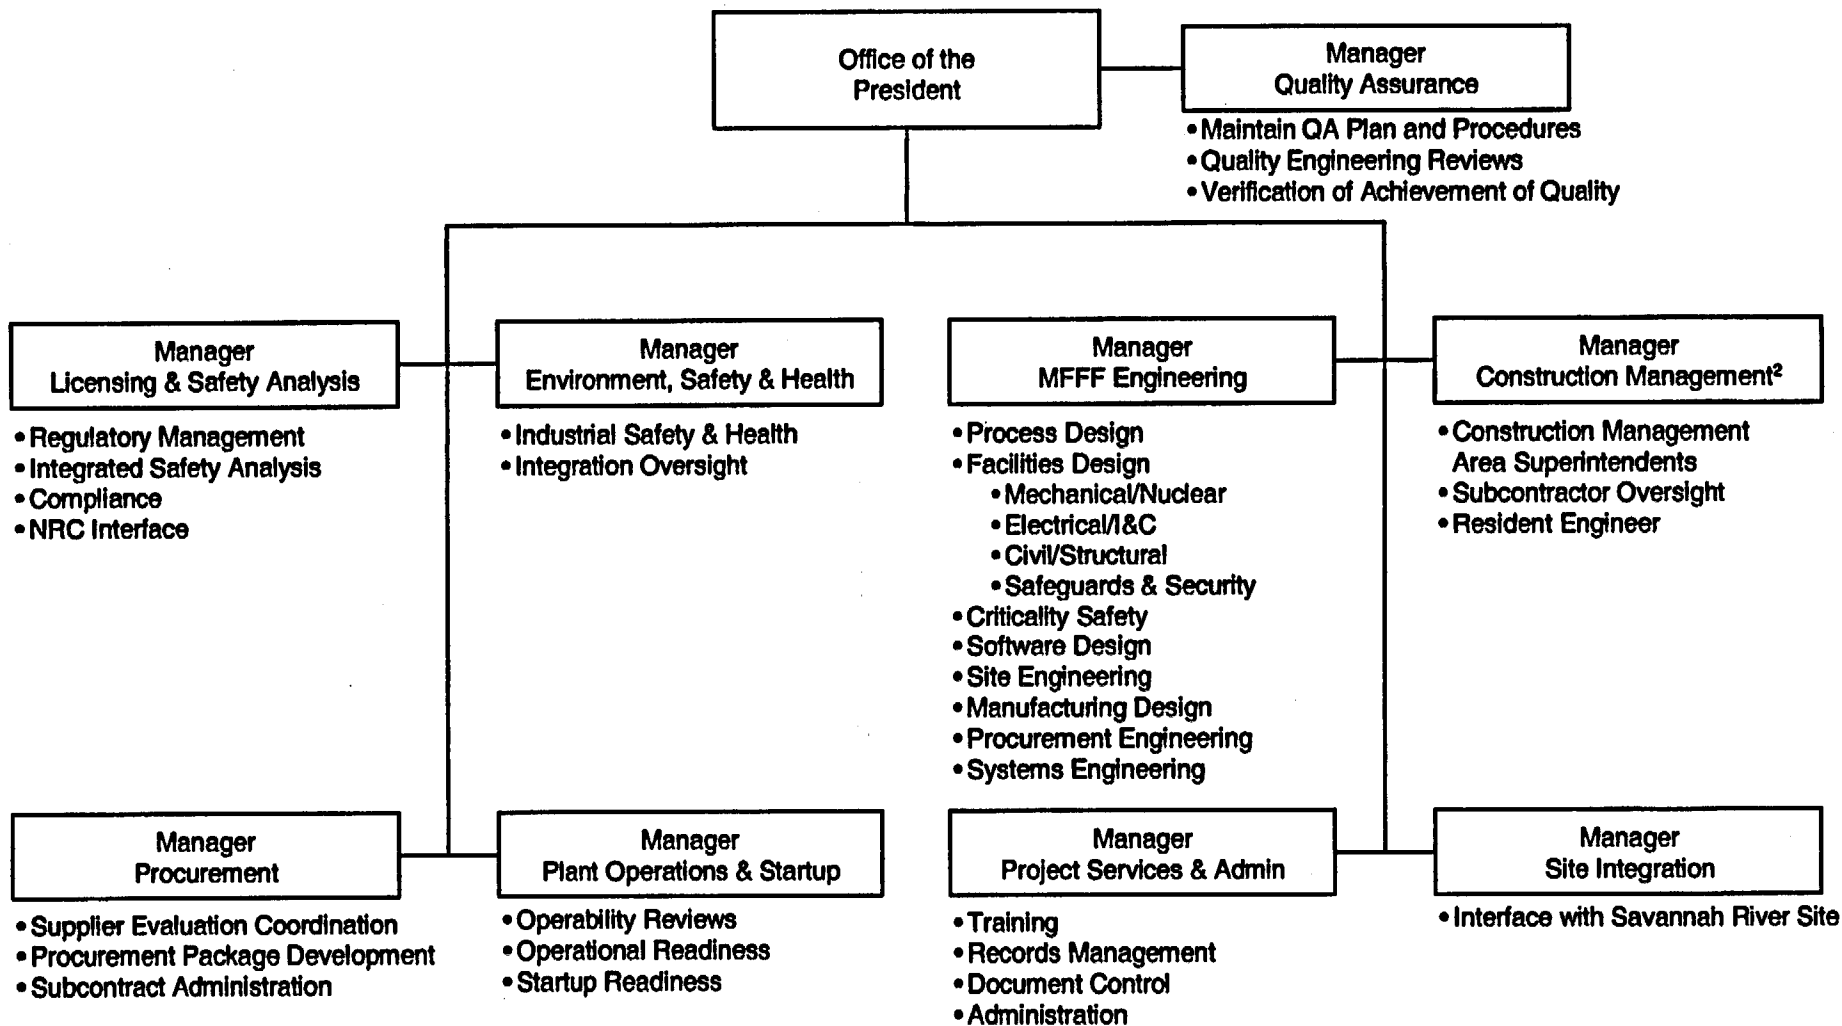 Office of the
President
Manager
Quality Assurance
• Maintain QA Plan and Procedures
• Quality Engineering Reviews
• Verification of Achievement of Quality
Manager
Licensing & Safety Analysis
• Regulatory Management
• Integrated Safety Analysis
• Compliance
• NRC Interface
Manager
Environment, Safety & Health
• Industrial Safety & Health
• Integration Oversight
Manager
MFFF Engineering
• Process Design
• Facilities Design
• Mechanical/Nuclear
• Electrical/I&C
• Civil/Structural
• Safeguards & Security
• Criticality Safety
• Software Design
• Site Engineering
• Manufacturing Design
• Procurement Engineering
• Systems Engineering
Manager
Construction Management²
• Construction Management
Area Superintendents
• Subcontractor Oversight
• Resident Engineer
Manager
Procurement
• Supplier Evaluation Coordination
• Procurement Package Development
• Subcontract Administration
Manager
Plant Operations & Startup
• Operability Reviews
• Operational Readiness
• Startup Readiness
Manager
Project Services & Admin
• Training
• Records Management
• Document Control
• Administration
Manager
Site Integration
• Interface with Savannah River Site